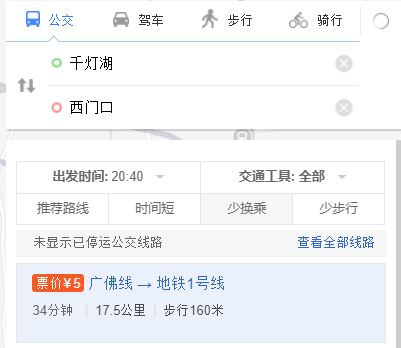 公交 驾车 步行 骑行
千灯湖
西门口
出发时间: 20:40 交通工具: 全部
推荐路线 时间短 少换乘 少步行
未显示已停运公交线路 查看全部线路
票价¥5 广佛线 → 地铁1号线
34分钟 | 17.5公里 | 步行160米